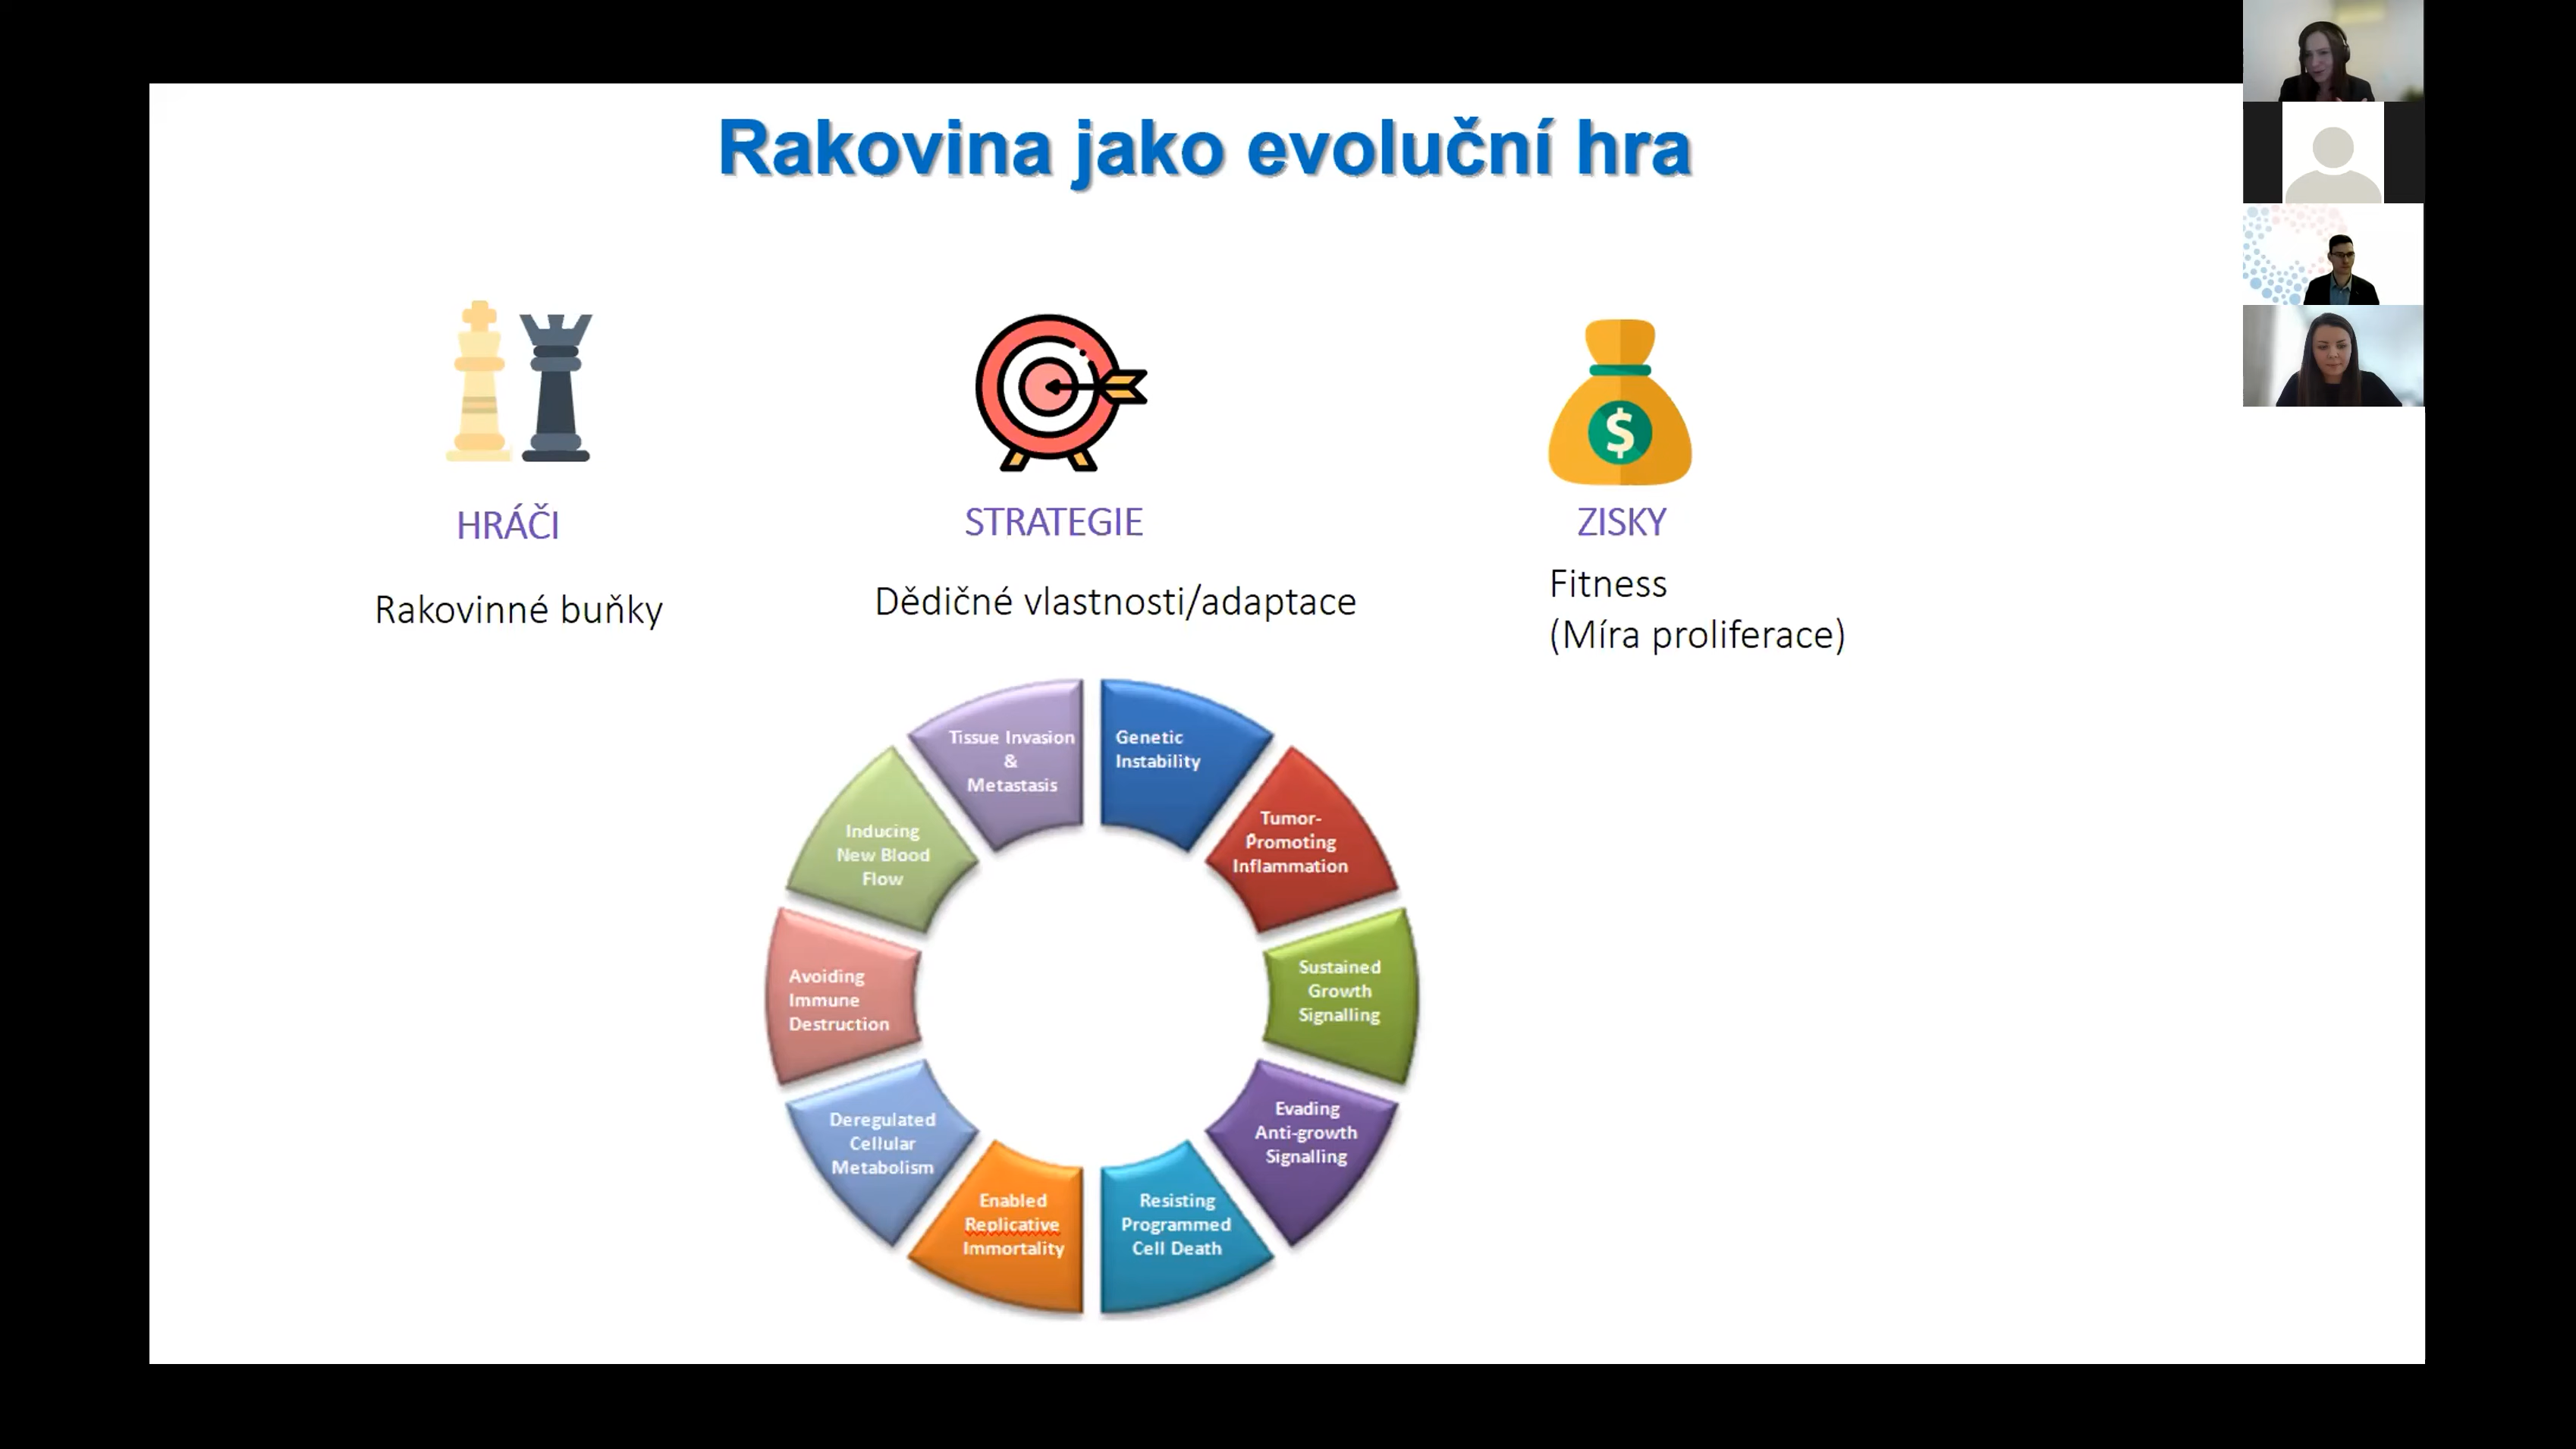 Rakovina jako evoluční hra
$
HRÁČI
STRATEGIE
ZISKY
Rakovinné buňky
Dědičné vlastnosti/adaptace
Fitness
(Míra proliferace)
Tissue Invasion
&
Metastasis
Genetic
Instability
Tumor-
Promoting
Inflammation
Sustained
Growth
Signalling
Evading
Anti-growth
Signalling
Resisting
Programmed
Cell Death
Enabled
Replicative
Immortality
Deregulated
Cellular
Metabolism
Avoiding
Immune
Destruction
Inducing
New Blood
Flow